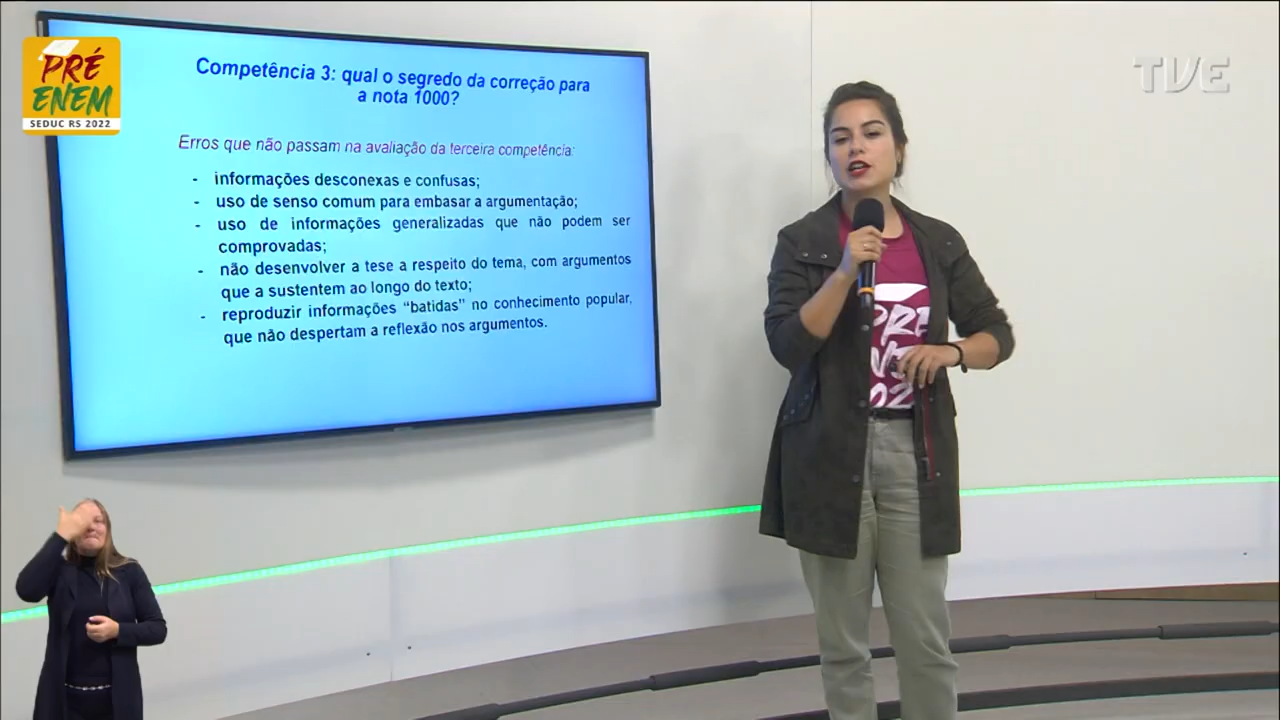 PRÉ
ENEM
SEDUC RS 2022
TVE
Competência 3: qual o segredo da correção para
a nota 1000?
Erros que não passam na avaliação da terceira competência:
- informações desconexas e confusas;
- uso de senso comum para embasar a argumentação;
- uso de informações generalizadas que não podem ser
comprovadas;
- não desenvolver a tese a respeito do tema, com argumentos
que a sustentem ao longo do texto;
- reproduzir informações “batidas” no conhecimento popular,
que não despertam a reflexão nos argumentos.
PRE